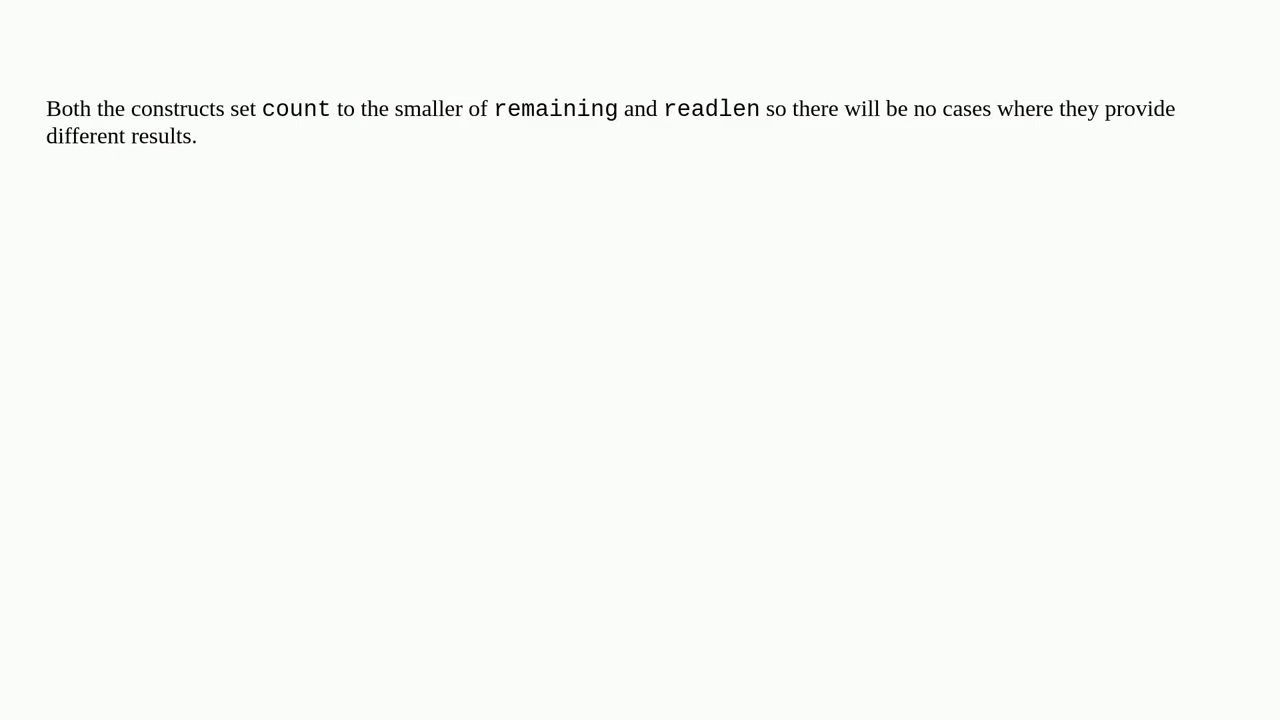 Both the constructs set count to the smaller of remaining and readlen so there will be no cases where they provide
different results.